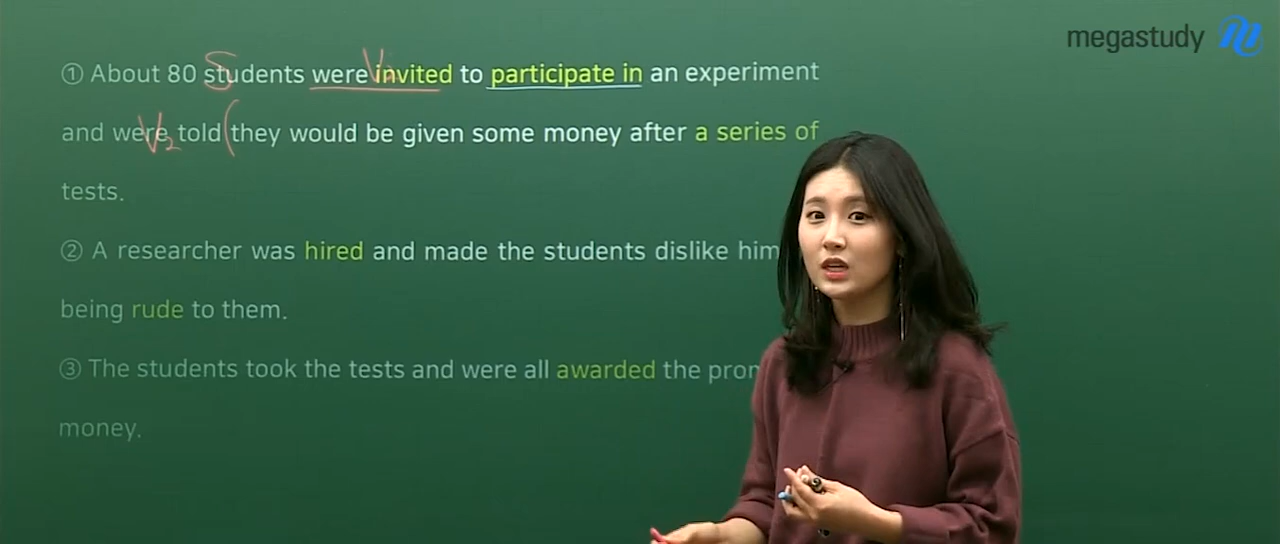 megastudy
① About 80 students were invited to participate in an experiment
S V₁
and were told (they would be given some money after a series of
V₂
tests.
② A researcher was hired and made the students dislike him
being rude to them.
③ The students took the tests and were all awarded the
money.